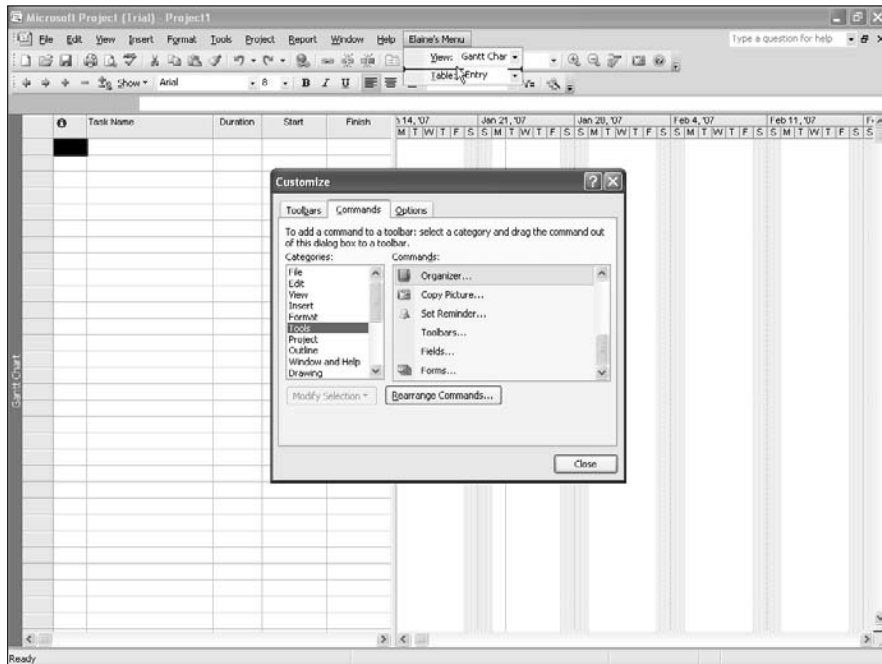 Microsoft Project (Trial) - Project1
File Edit View Insert Format Tools Project Report Window Help Elaine's Menu Type a question for help
View: Gantt Char
Show Arial 8 B I U Table: Entry
Task Name Duration Start Finish 14, '07 Jan 21, '07 Jan 28, '07 Feb 4, '07 Feb 11, '07 F
M T W T F S S M T W T F S S M T W T F S S M T W T F S S M T W T F S S
Customize
Toolbars Commands Options
To add a command to a toolbar: select a category and drag the command out
of this dialog box to a toolbar.
Categories: Commands:
File
Edit
View
Insert
Format
Tools
Project
Outline
Window and Help
Drawing
Organizer...
Copy Picture...
Set Reminder...
Toolbars...
Fields...
Forms...
Modify Selection Rearrange Commands...
Close
Gantt Chart
Ready